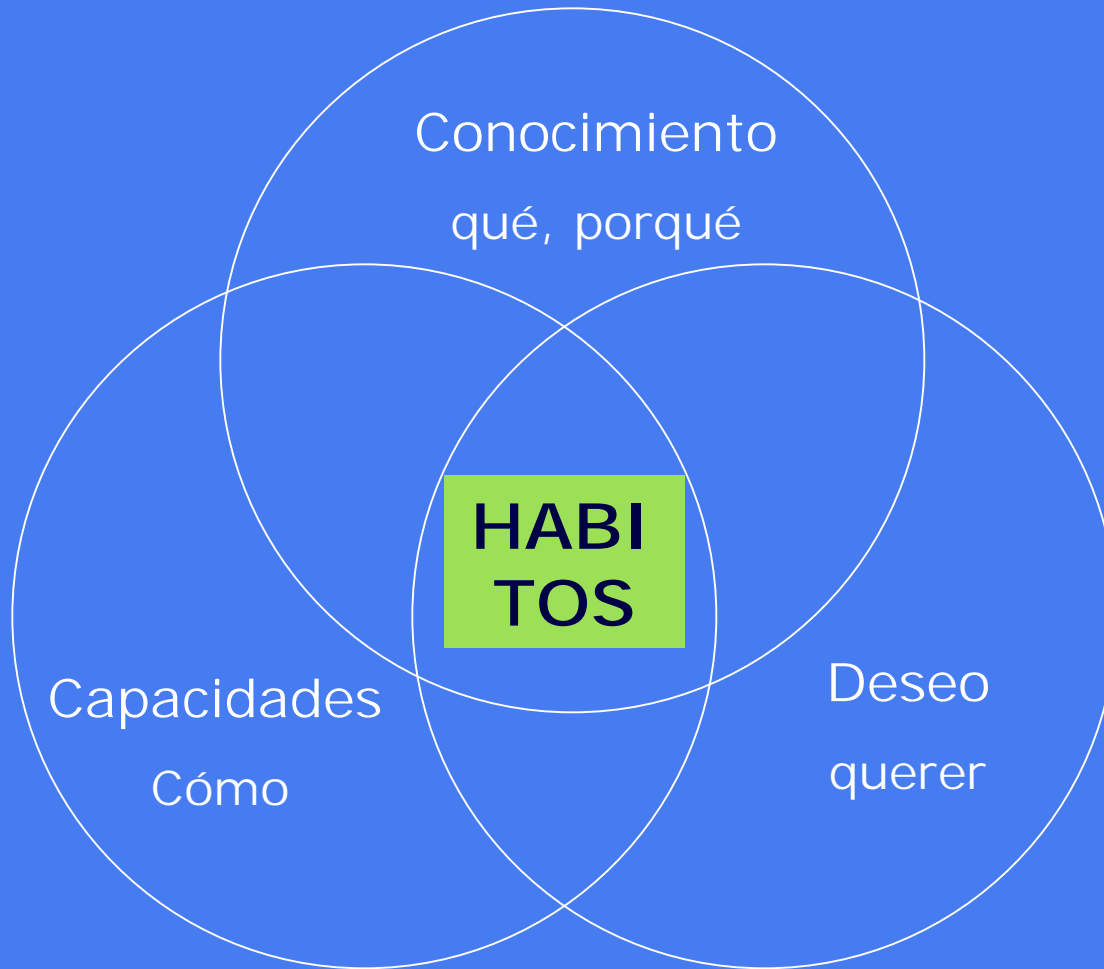 Conocimiento
qué, porqué
HABI
TOS
Capacidades
Cómo
Deseo
querer